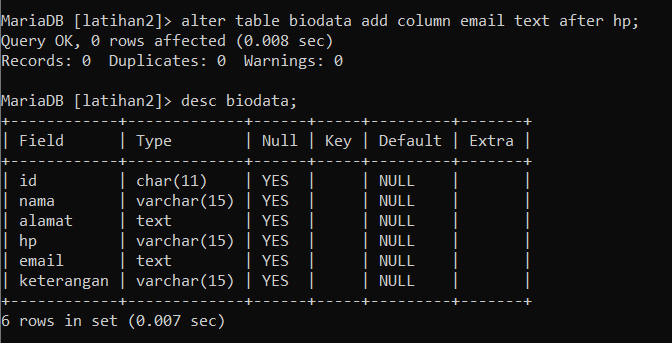 MariaDB [latihan2]> alter table biodata add column email text after hp;
Query OK, 0 rows affected (0.008 sec)
Records: 0  Duplicates: 0  Warnings: 0

MariaDB [latihan2]> desc biodata;
+------------+-------------+------+-----+---------+-------+
| Field      | Type        | Null | Key | Default | Extra |
+------------+-------------+------+-----+---------+-------+
| id         | char(11)    | YES  |     | NULL    |       |
| nama       | varchar(15) | YES  |     | NULL    |       |
| alamat     | text        | YES  |     | NULL    |       |
| hp         | varchar(15) | YES  |     | NULL    |       |
| email      | text        | YES  |     | NULL    |       |
| keterangan | varchar(15) | YES  |     | NULL    |       |
+------------+-------------+------+-----+---------+-------+
6 rows in set (0.007 sec)